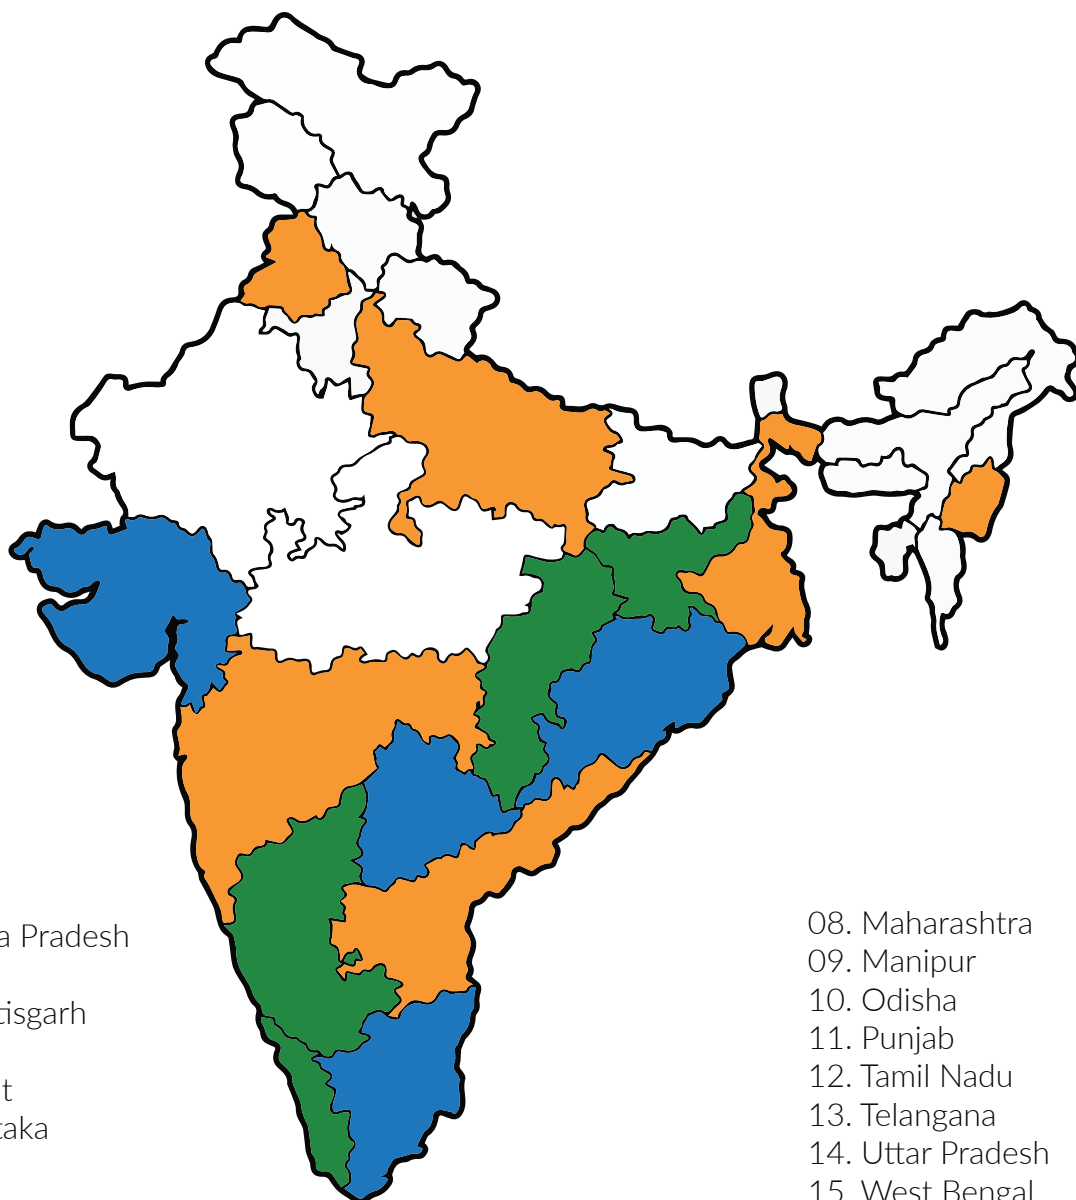 a Pradesh
tisgarh
t
taka
08. Maharashtra
09. Manipur
10. Odisha
11. Punjab
12. Tamil Nadu
13. Telangana
14. Uttar Pradesh
15. West Bengal